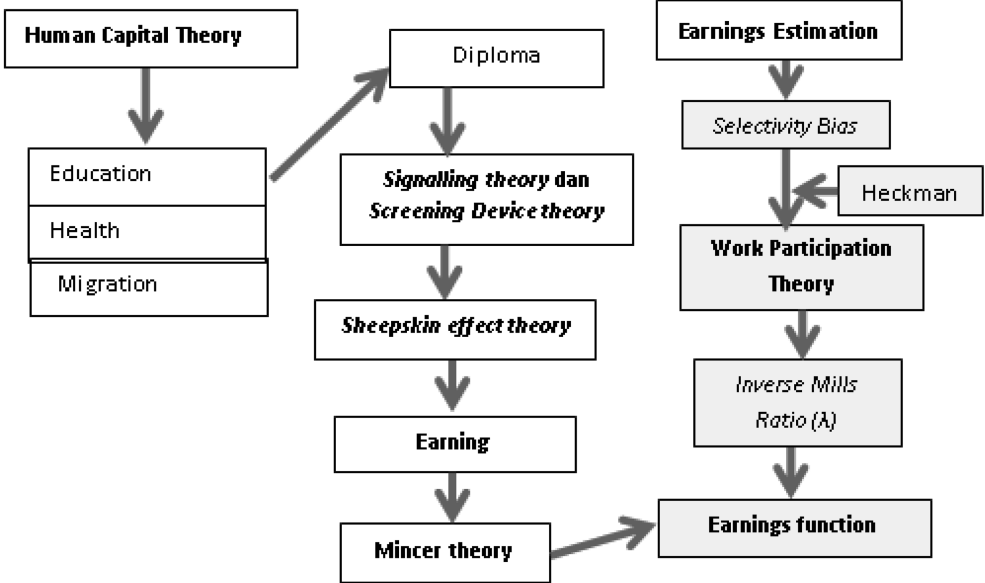 Human Capital Theory
Education
Health
Migration
Diploma
Signalling theory dan
Screening Device theory
Sheepskin effect theory
Earning
Mincer theory
Earnings Estimation
Selectivity Bias
Heckman
Work Participation
Theory
Inverse Mills
Ratio (λ)
Earnings function